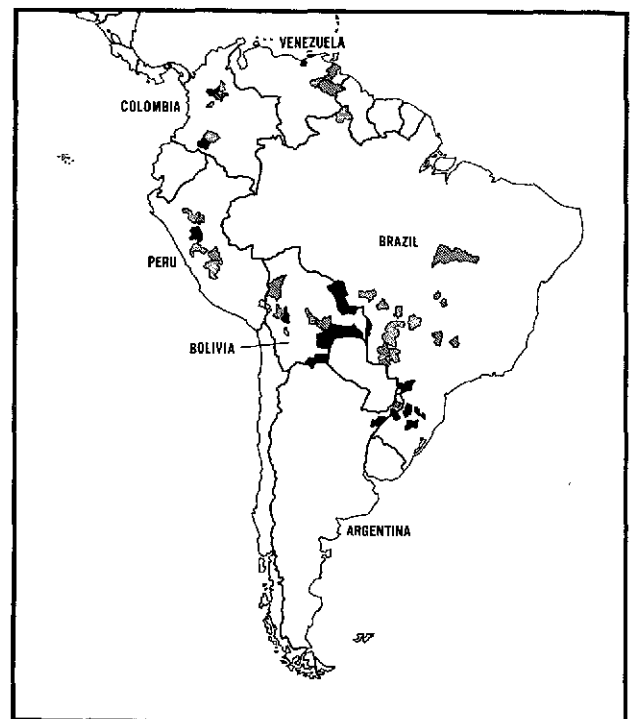 VENEZUELA
COLOMBIA
BRAZIL
PERU
BOLIVIA
ARGENTINA